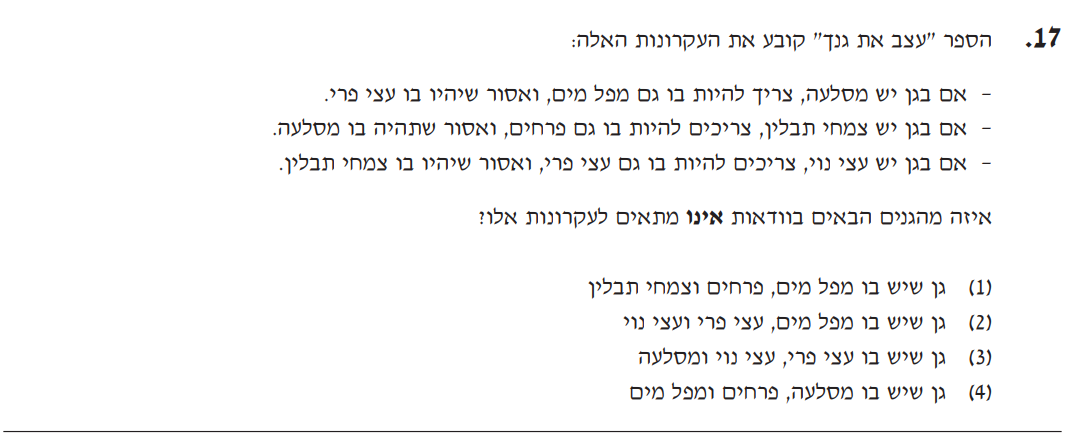 17. הספר "עצב את גנך" קובע את העקרונות האלה:
- אם בגן יש מסלעה, צריך להיות בו גם מפל מים, ואסור שיהיו בו עצי פרי.
- אם בגן יש צמחי תבלין, צריכים להיות בו גם פרחים, ואסור שתהיה בו מסלעה.
- אם בגן יש עצי נוי, צריכים להיות בו גם עצי פרי, ואסור שיהיו בו צמחי תבלין.
איזה מהגנים הבאים בוודאות אינו מתאים לעקרונות אלו?
(1) גן שיש בו מפל מים, פרחים וצמחי תבלין
(2) גן שיש בו מפל מים, עצי פרי ועצי נוי
(3) גן שיש בו עצי פרי, עצי נוי ומסלעה
(4) גן שיש בו מסלעה, פרחים ומפל מים